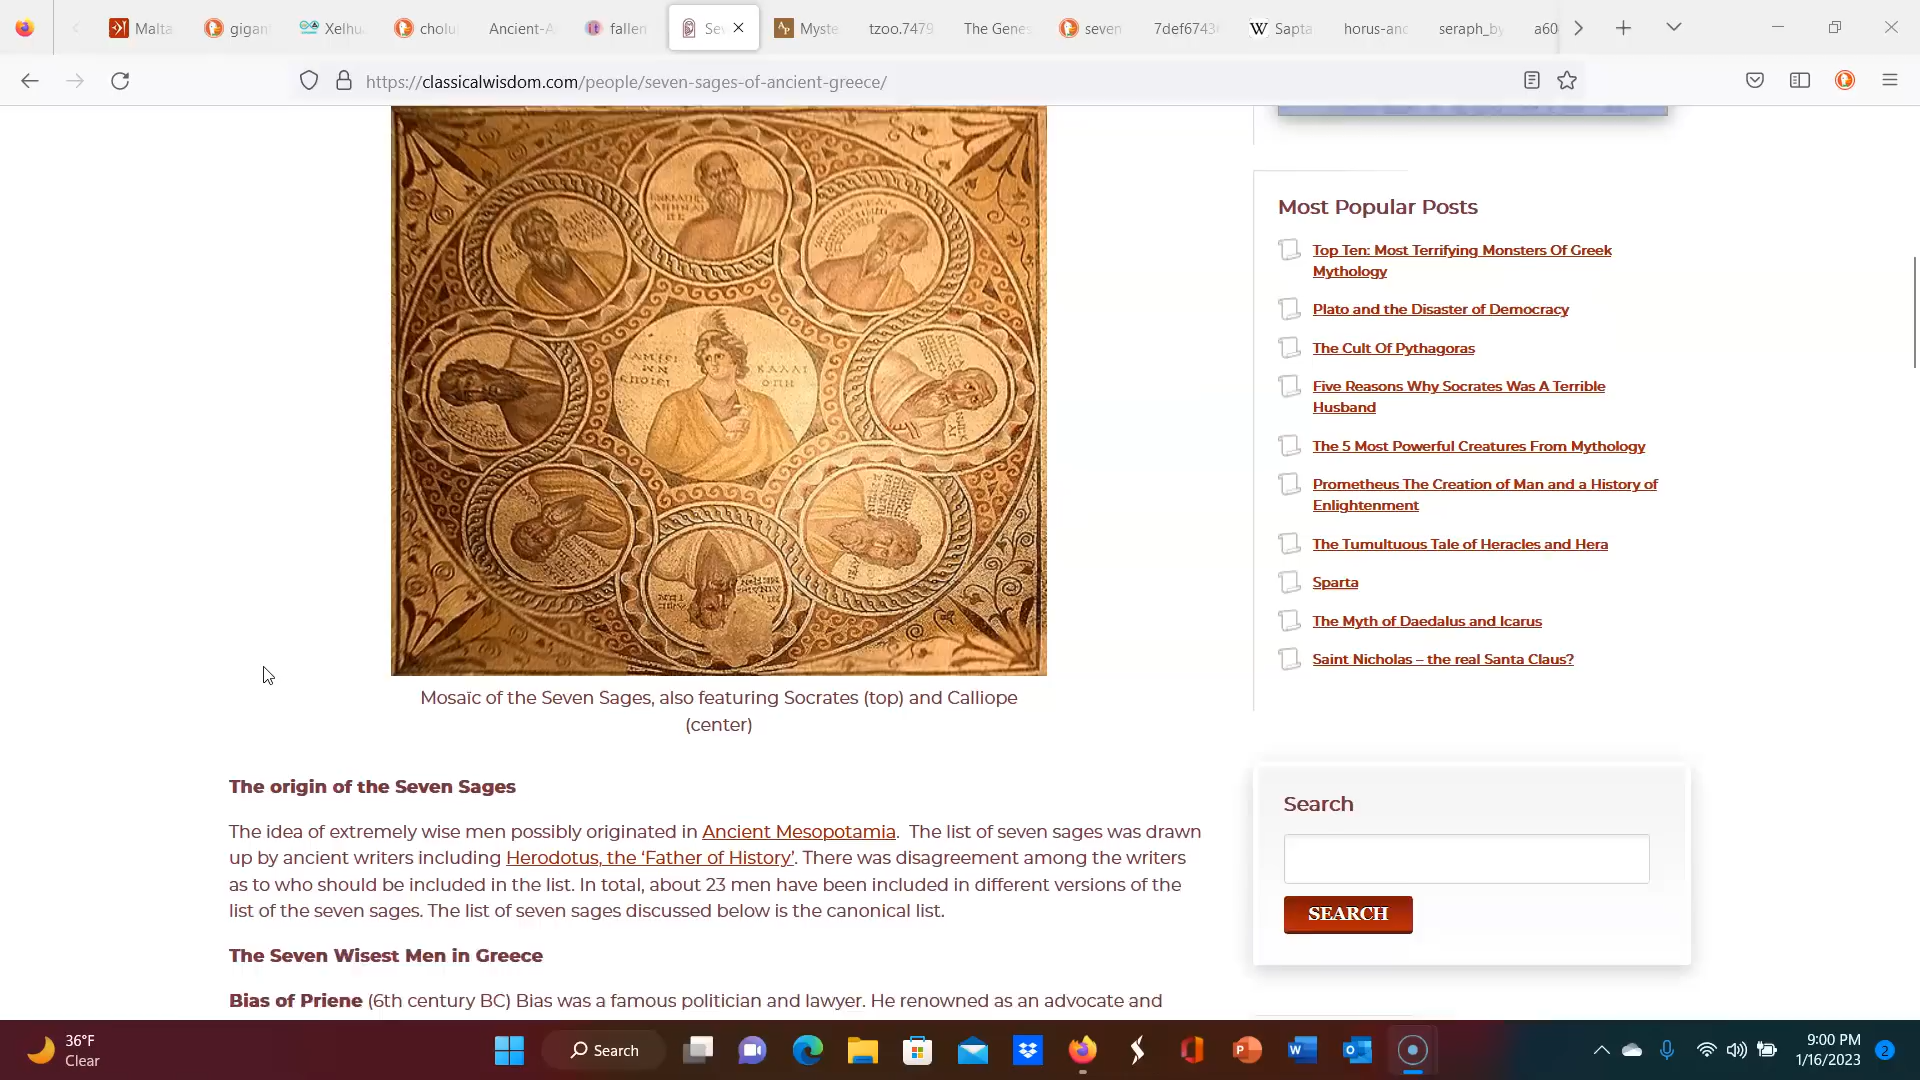 Malta
gigan
Xelhu
cholu
Ancient-A
fallen
Sev
Myste
tzoo.7479
The Genes
seven
7def6743
Sapta
horus-and
seraph_by
a60
https://classicalwisdom.com/people/seven-sages-of-ancient-greece/
ΚΑΛΛΙ
ΟΠΗ
Mosaïc of the Seven Sages, also featuring Socrates (top) and Calliope
(center)
The origin of the Seven Sages
The idea of extremely wise men possibly originated in Ancient Mesopotamia. The list of seven sages was drawn
up by ancient writers including Herodotus, the ‘Father of History’. There was disagreement among the writers
as to who should be included in the list. In total, about 23 men have been included in different versions of the
list of the seven sages. The list of seven sages discussed below is the canonical list.
The Seven Wisest Men in Greece
Bias of Priene (6th century BC) Bias was a famous politician and lawyer. He renowned as an advocate and
Most Popular Posts
Top Ten: Most Terrifying Monsters Of Greek
Mythology
Plato and the Disaster of Democracy
The Cult Of Pythagoras
Five Reasons Why Socrates Was A Terrible
Husband
The 5 Most Powerful Creatures From Mythology
Prometheus The Creation of Man and a History of
Enlightenment
The Tumultuous Tale of Heracles and Hera
Sparta
The Myth of Daedalus and Icarus
Saint Nicholas – the real Santa Claus?
Search
SEARCH
36°F
Clear
Search
9:00 PM
1/16/2023
2